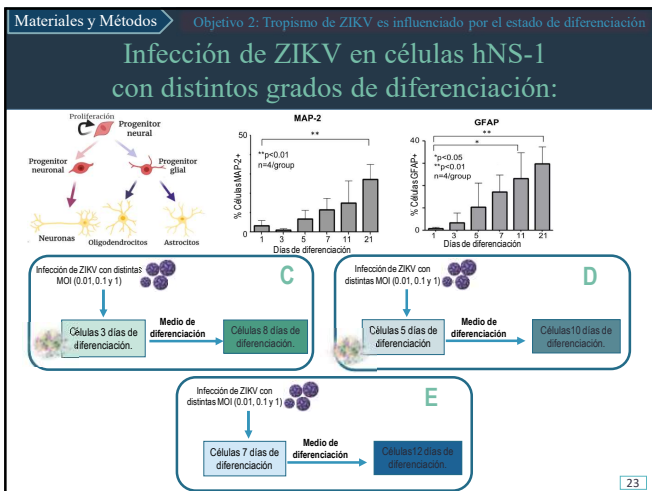 Materiales y Métodos
Objetivo 2: Tropismo de ZIKV es influenciado por el estado de diferenciación
Infección de ZIKV en células hNS-1
con distintos grados de diferenciación:
Proliferación
Progenitor
neural
Progenitor
neuronal
Progenitor
glial
Neuronas
Oligodendrocitos
Astrocitos
MAP-2
% Células MAP-2+
50
0
**
**p<0.01
n=4/group
1 3 5 7 11 21
Días de diferenciación
GFAP
% Células GFAP+
40
20
0
**
*
*p<0.05
**p<0.01
n=4/group
1 3 5 7 11 21
Días de diferenciación
Infección de ZIKV con
distintas MOI (0.01, 0.1 y 1)
C
Células 3 días de
diferenciación.
Medio de
diferenciación
Células 8 días de
diferenciación.
Infección de ZIKV con
distintas MOI (0.01, 0.1 y 1)
D
Células 5 días de
diferenciación
Medio de
diferenciación
Células10 días de
diferenciación.
Infección de ZIKV con
distintas MOI (0.01, 0.1 y 1)
E
Células 7 días de
diferenciación
Medio de
diferenciación
Células12 días de
diferenciación.
23